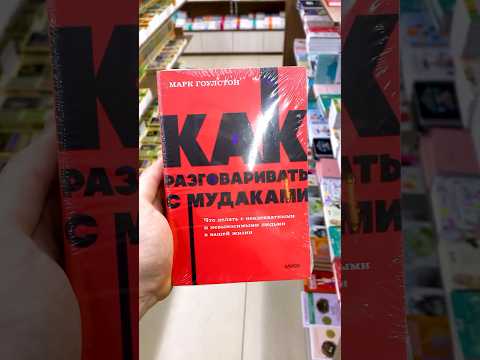 МАРК ГОУЛСТОН
КАК
РАЗГОВАРИВАТЬ
С МУДАКАМИ
Что делать с неадекватными
и невыносимыми людьми
в вашей жизни